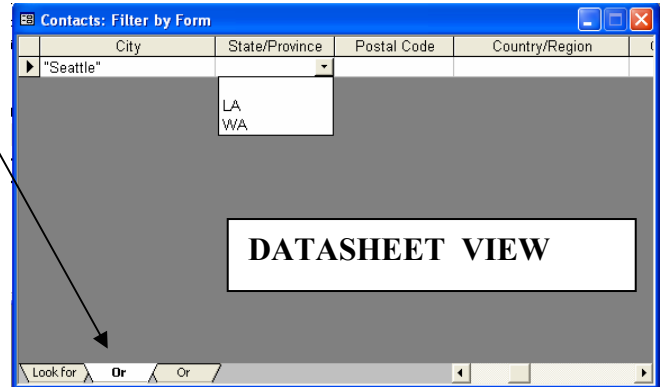 Contacts: Filter by Form
City State/Province Postal Code Country/Region
"Seattle"
LA
WA
DATASHEET VIEW
Look for Or Or